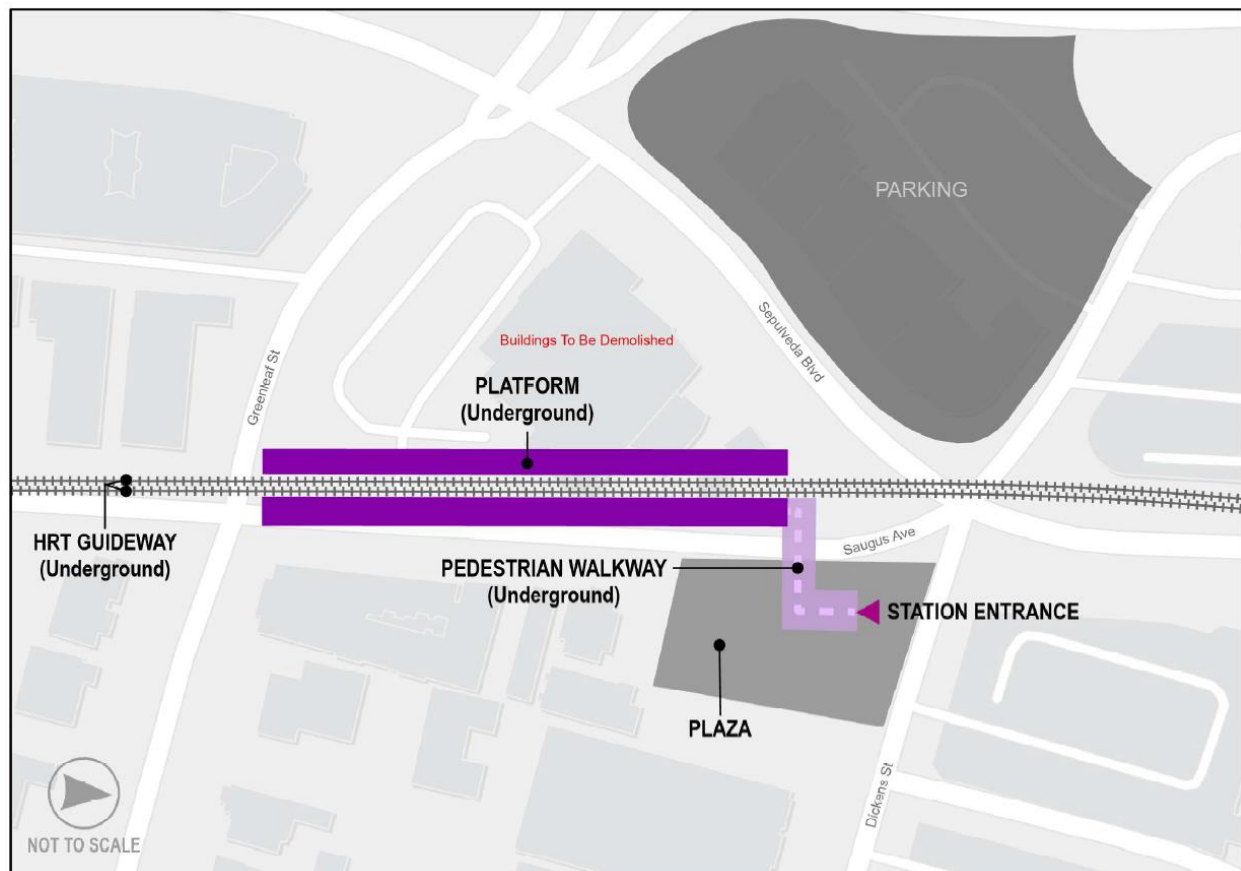 PARKING
Sepulveda Blvd
Buildings To Be Demolished
PLATFORM
(Underground)
Greenleaf St
HRT GUIDEWAY
(Underground)
Saugus Ave
PEDESTRIAN WALKWAY
(Underground)
STATION ENTRANCE
PLAZA
Dickens St
NOT TO SCALE